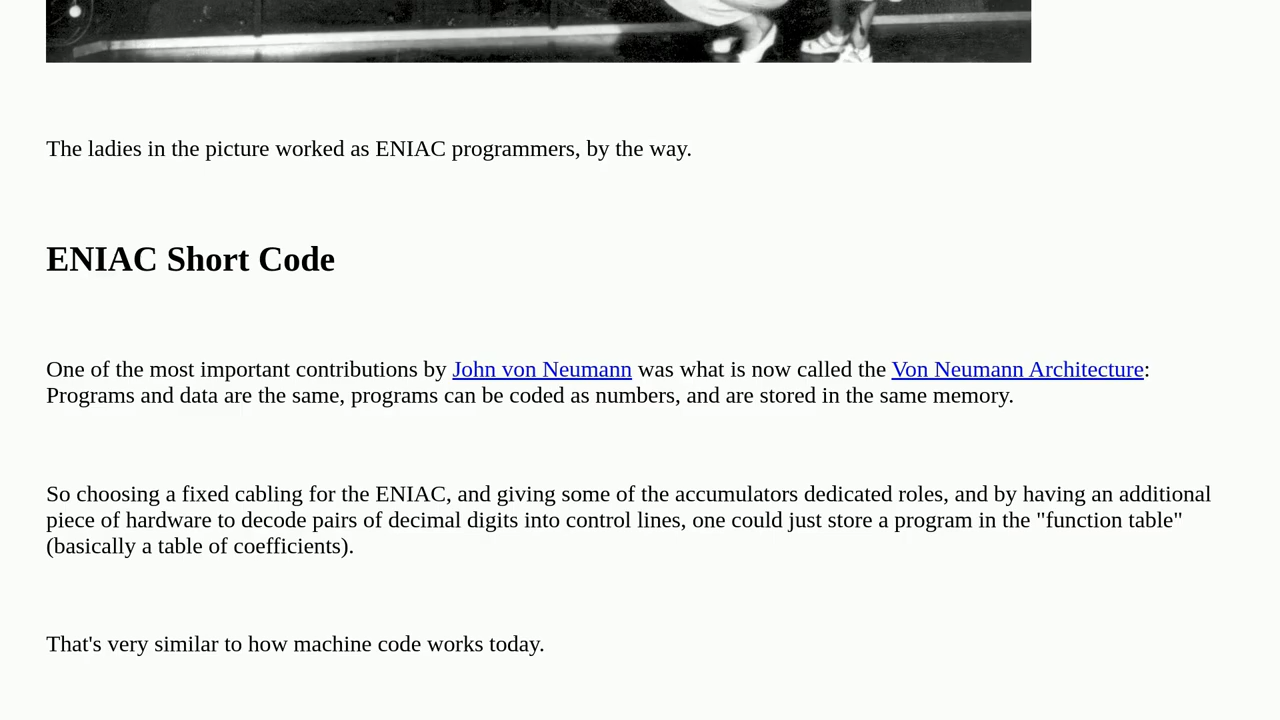 The ladies in the picture worked as ENIAC programmers, by the way.
ENIAC Short Code
One of the most important contributions by John von Neumann was what is now called the Von Neumann Architecture:
Programs and data are the same, programs can be coded as numbers, and are stored in the same memory.
So choosing a fixed cabling for the ENIAC, and giving some of the accumulators dedicated roles, and by having an additional
piece of hardware to decode pairs of decimal digits into control lines, one could just store a program in the "function table"
(basically a table of coefficients).
That's very similar to how machine code works today.